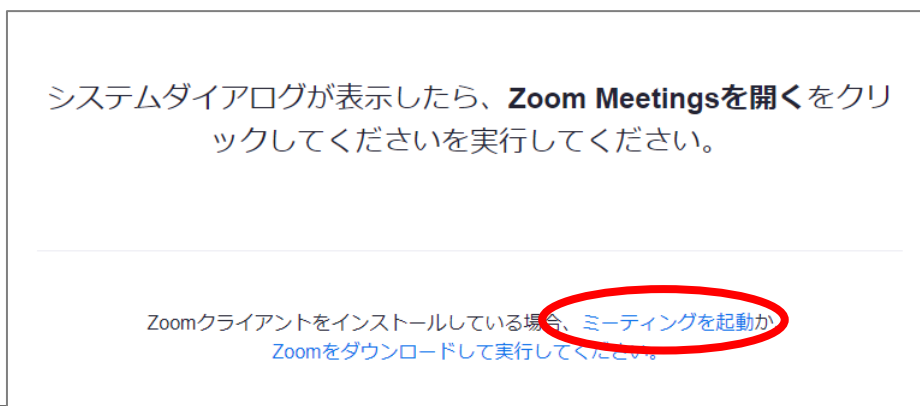 システムダイアログが表示したら、Zoom Meetingsを開くをクリ
ックしてくださいを実行してください。
Zoomクライアントをインストールしている場合、ミーティングを起動か
Zoomをダウンロードして実行してください。